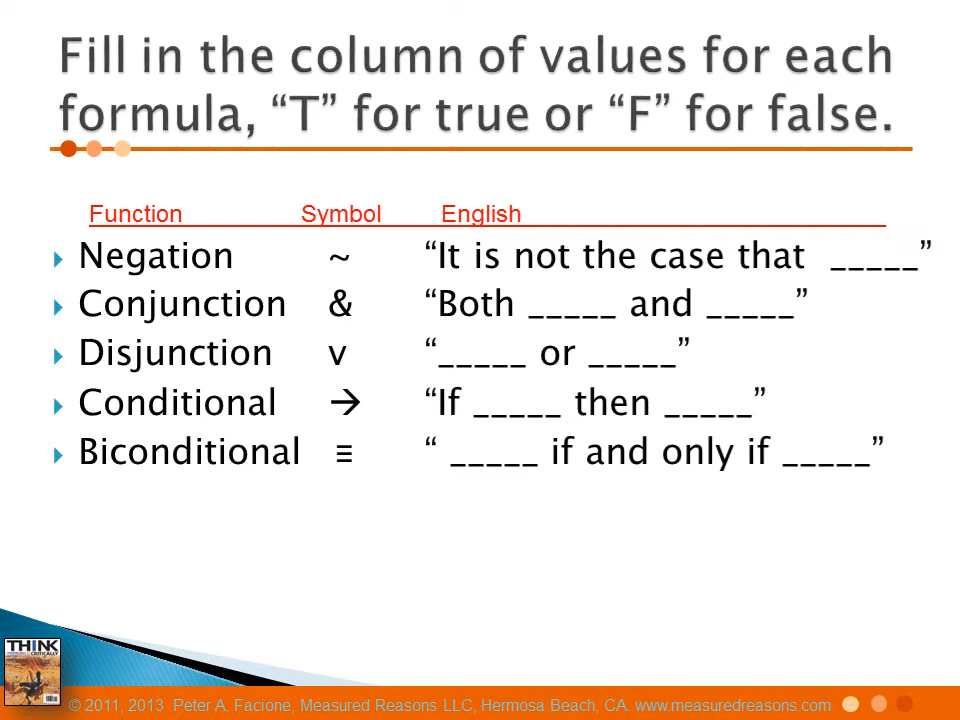 Fill in the column of values for each
formula, “T” for true or “F” for false.
Function Symbol English
Negation ~ “It is not the case that _____”
Conjunction & “Both _____ and _____”
Disjunction v “_____ or _____”
Conditional → “If _____ then _____”
Biconditional ≡ “ _____ if and only if _____”
THINK
CRITICALLY
© 2011, 2013 Peter A. Facione, Measured Reasons LLC, Hermosa Beach, CA. www.measuredreasons.com